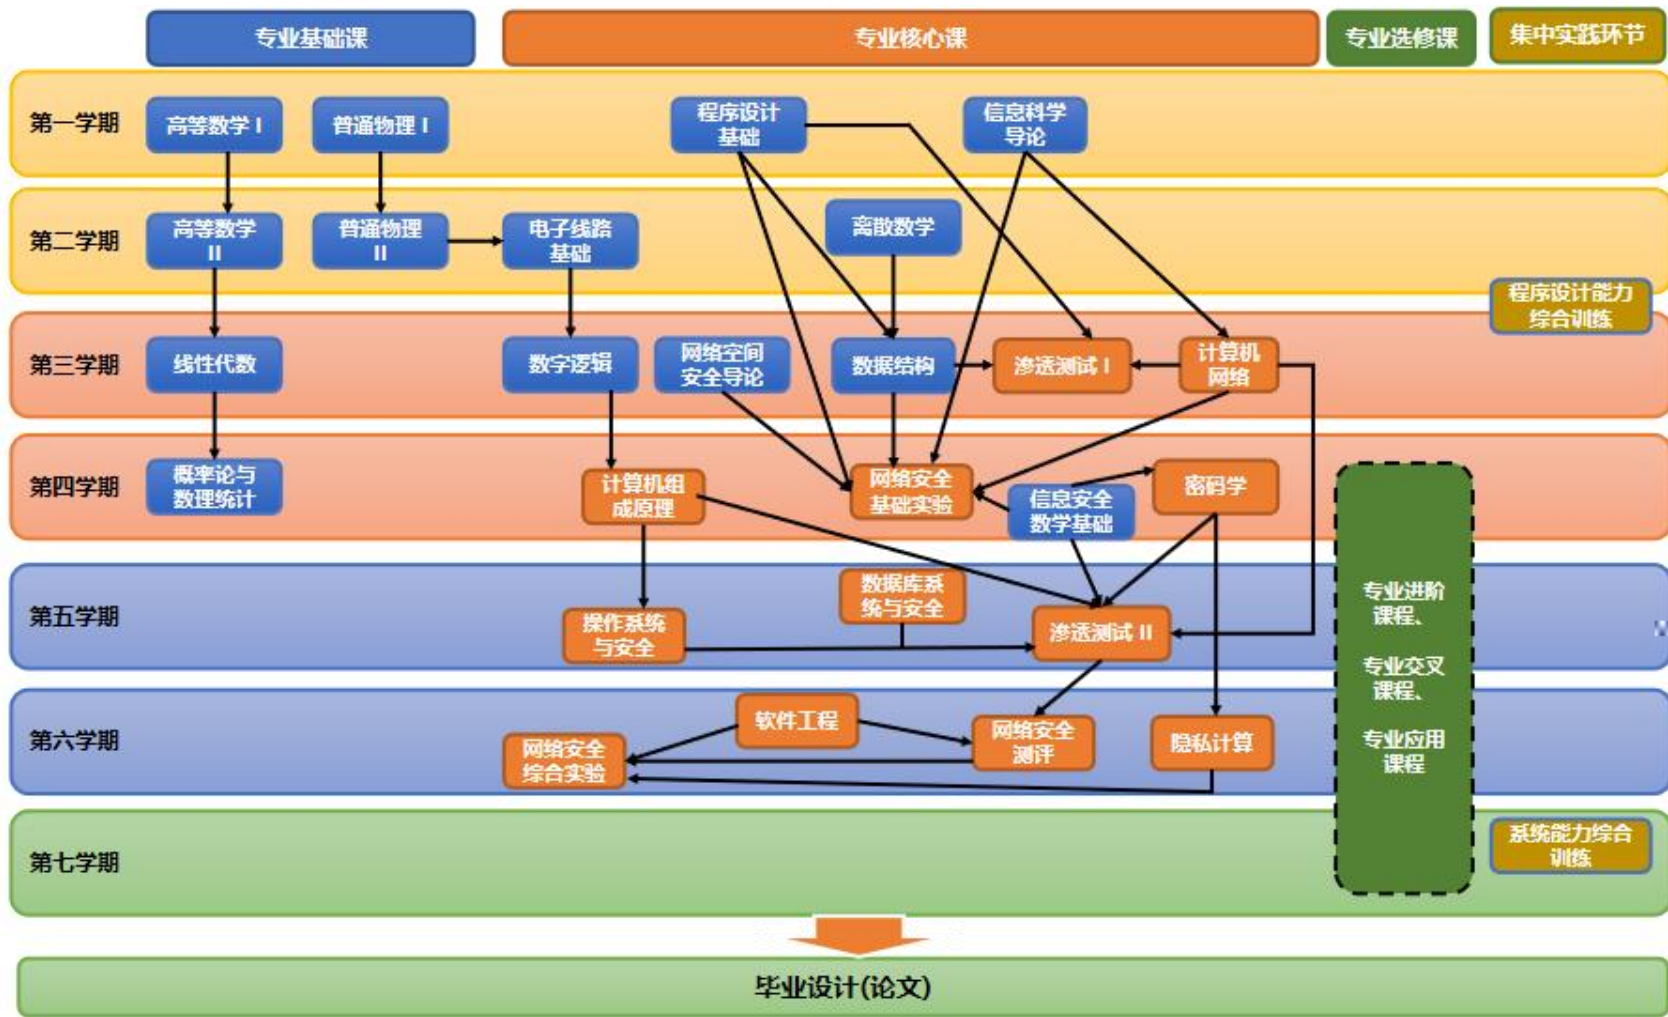 专业基础课
专业核心课
专业选修课
集中实践环节
第一学期
高等数学 I
普通物理 I
程序设计
基础
信息科学
导论
第二学期
高等数学
II
普通物理
II
电子线路
基础
离散数学
程序设计能力
综合训练
第三学期
线性代数
数字逻辑
网络空间
安全导论
数据结构
渗透测试 I
计算机
网络
第四学期
概率论与
数理统计
计算机组
成原理
网络安全
基础实验
信息安全
数学基础
密码学
第五学期
操作系统
与安全
数据库系
统与安全
渗透测试 II
专业进阶
课程、
专业交叉
课程、
专业应用
课程
第六学期
网络安全
综合实验
软件工程
网络安全
测评
隐私计算
第七学期
系统能力综合
训练
毕业设计(论文)